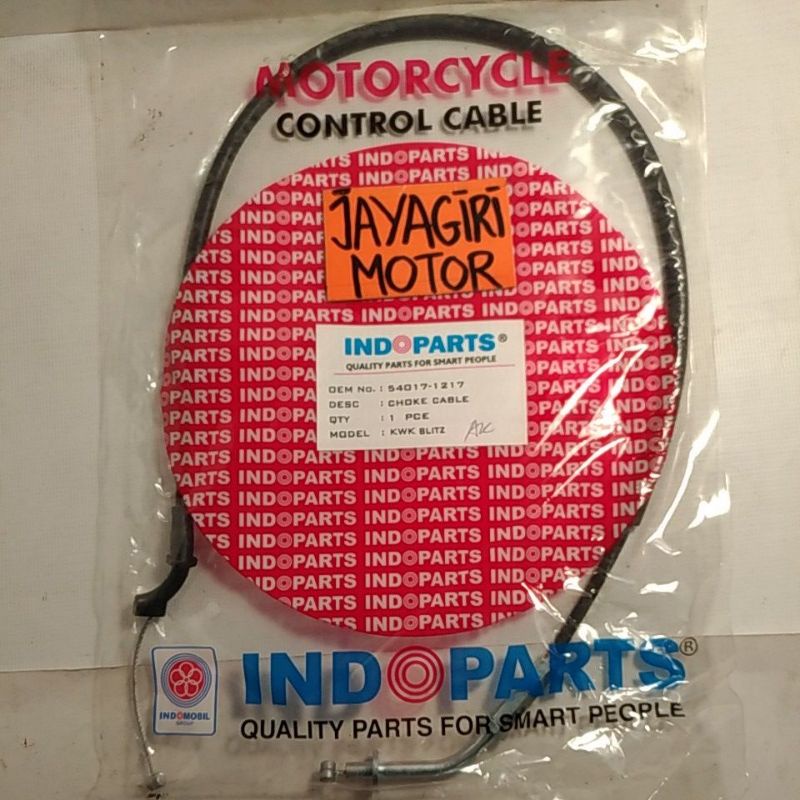 MOTORCYCLE
CONTROL CABLE
JAYAGIRI
MOTOR
INDOPARTS®
QUALITY PARTS FOR SMART PEOPLE
OEM No. : 54017-1217
DESC : CHOKE CABLE
QTY : 1 PCE
MODEL : KWK BLITZ
INDOPARTS®
QUALITY PARTS FOR SMART PEOPLE
INDOMOBIL
GROUP